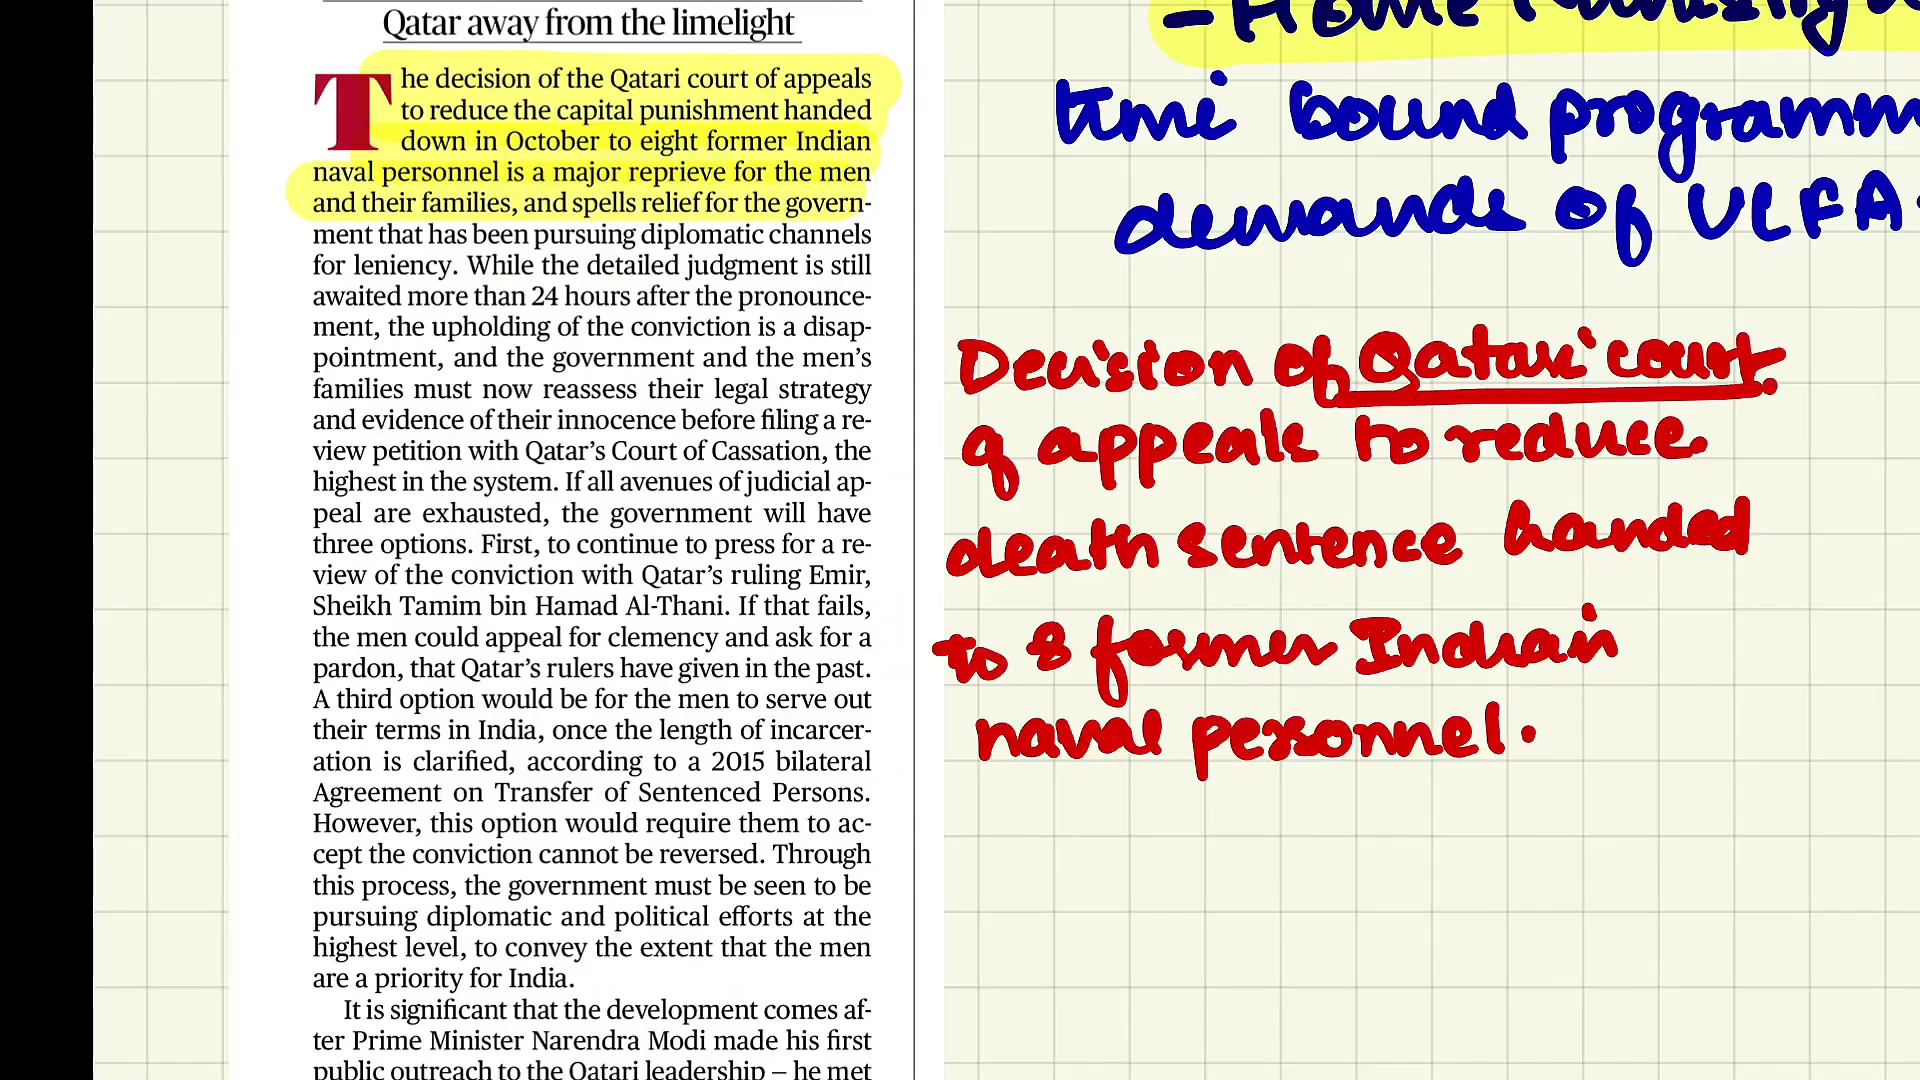 Qatar away from the limelight
The decision of the Qatari court of appeals
to reduce the capital punishment handed
down in October to eight former Indian
naval personnel is a major reprieve for the men
and their families, and spells relief for the govern-
ment that has been pursuing diplomatic channels
for leniency. While the detailed judgment is still
awaited more than 24 hours after the pronounce-
ment, the upholding of the conviction is a disap-
pointment, and the government and the men's
families must now reassess their legal strategy
and evidence of their innocence before filing a re-
view petition with Qatar's Court of Cassation, the
highest in the system. If all avenues of judicial ap-
peal are exhausted, the government will have
three options. First, to continue to press for a re-
view of the conviction with Qatar's ruling Emir,
Sheikh Tamim bin Hamad Al-Thani. If that fails,
the men could appeal for clemency and ask for a
pardon, that Qatar's rulers have given in the past.
A third option would be for the men to serve out
their terms in India, once the length of incarcer-
ation is clarified, according to a 2015 bilateral
Agreement on Transfer of Sentenced Persons.
However, this option would require them to ac-
cept the conviction cannot be reversed. Through
this process, the government must be seen to be
pursuing diplomatic and political efforts at the
highest level, to convey the extent that the men
are a priority for India.
It is significant that the development comes af-
ter Prime Minister Narendra Modi made his first
public outreach to the Qatari leadership – he met
- Home
time bound programm
demands of ULFA
Decision of Qatari court
of appeals to reduce
death sentence handed
to 8 former Indian
naval personnel.